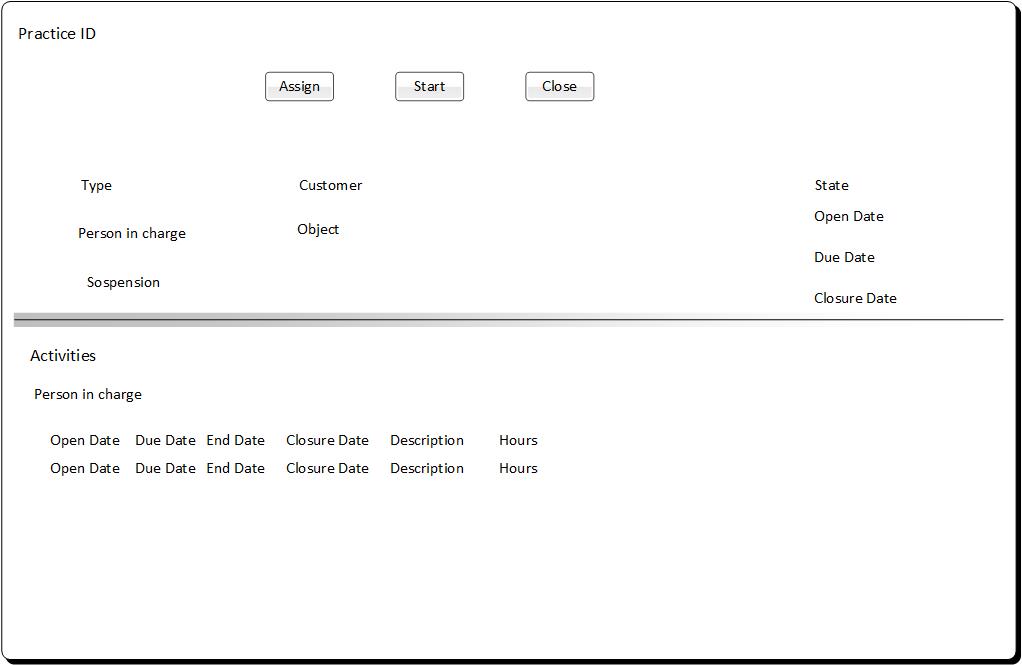 Practice ID
Assign Start Close
Type Customer State
Open Date
Person in charge Object
Due Date
Sospension
Closure Date
Activities
Person in charge
Open Date Due Date End Date Closure Date Description Hours
Open Date Due Date End Date Closure Date Description Hours